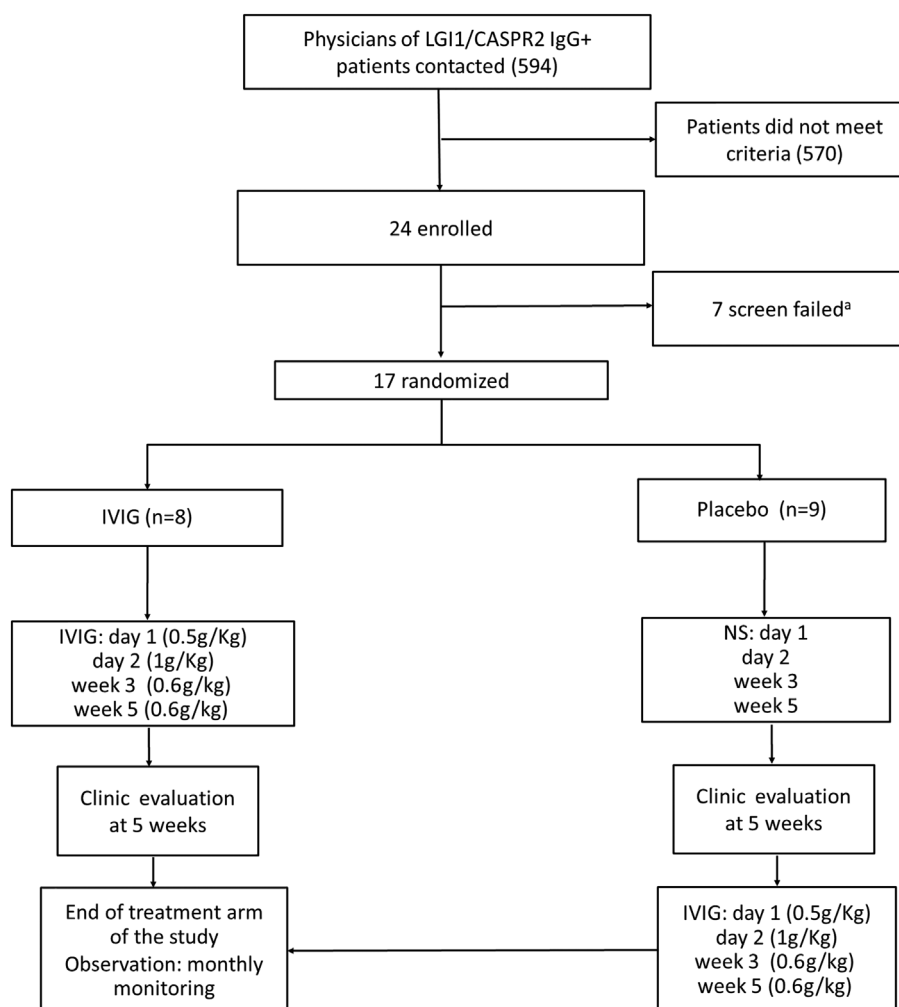 Physicians of LGI1/CASPR2 IgG+
patients contacted (594)
Patients did not meet
criteria (570)
24 enrolled
7 screen failedᵃ
17 randomized
IVIG (n=8)
Placebo (n=9)
IVIG: day 1 (0.5g/Kg)
day 2 (1g/Kg)
week 3 (0.6g/kg)
week 5 (0.6g/kg)
NS: day 1
day 2
week 3
week 5
Clinic evaluation
at 5 weeks
Clinic evaluation
at 5 weeks
End of treatment arm
of the study
Observation: monthly
monitoring
IVIG: day 1 (0.5g/Kg)
day 2 (1g/Kg)
week 3 (0.6g/kg)
week 5 (0.6g/kg)